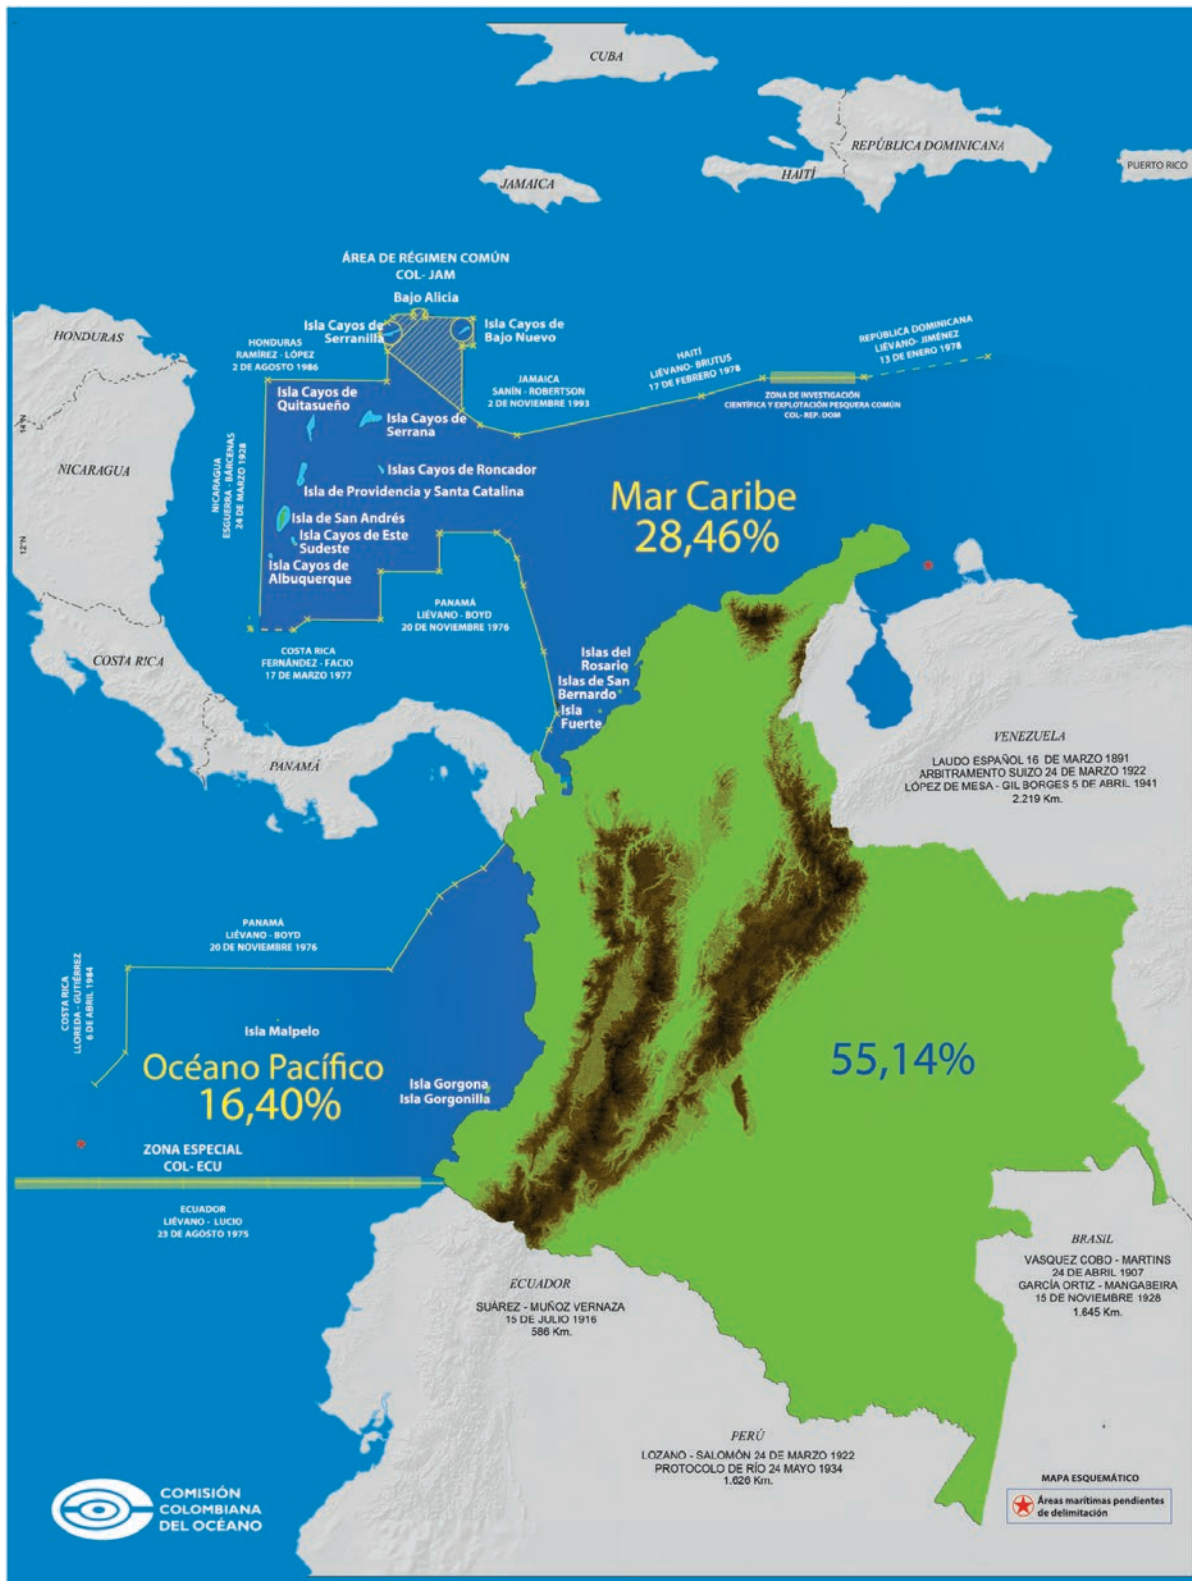 CUBA
REPÚBLICA DOMINICANA
HAITÍ
PUERTO RICO
JAMAICA
ÁREA DE RÉGIMEN COMÚN
COL- JAM
Bajo Alicia
Isla Cayos de
Serranilla
Isla Cayos de
Bajo Nuevo
HONDURAS
HONDURAS
RAMÍREZ - LÓPEZ
2 DE AGOSTO 1986
JAMAICA
SANÍN - ROBERTSON
2 DE NOVIEMBRE 1993
HAITÍ
LIÉVANO- BRUTUS
17 DE FEBRERO 1978
REPÚBLICA DOMINICANA
LIÉVANO- JIMÉNEZ
13 DE ENERO 1978
ZONA DE INVESTIGACIÓN
CIENTÍFICA Y EXPLOTACIÓN PESQUERA COMÚN
COL- REP. DOM
Isla Cayos de
Quitasueño
Isla Cayos de
Serrana
14°N
NICARAGUA
NICARAGUA
ESGUERRA - BÁRCENAS
24 DE MARZO 1928
Islas Cayos de Roncador
Isla de Providencia y Santa Catalina
Mar Caribe
28,46%
Isla de San Andrés
Isla Cayos de Este
Sudeste
Isla Cayos de
Albuquerque
12°N
PANAMÁ
LIÉVANO - BOYD
20 DE NOVIEMBRE 1976
COSTA RICA
COSTA RICA
FERNÁNDEZ - FACIO
17 DE MARZO 1977
Islas del
Rosario
Islas de San
Bernardo
Isla
Fuerte
PANAMÁ
VENEZUELA
LAUDO ESPAÑOL 16 DE MARZO 1891
ARBITRAMENTO SUIZO 24 DE MARZO 1922
LÓPEZ DE MESA - GIL BORGES 5 DE ABRIL 1941
2.219 Km.
PANAMÁ
LIÉVANO - BOYD
20 DE NOVIEMBRE 1976
COSTA RICA
LLOREDA - GUTIÉRREZ
6 DE ABRIL 1984
Isla Malpelo
Océano Pacífico
16,40%
Isla Gorgona
Isla Gorgonilla
55,14%
ZONA ESPECIAL
COL- ECU
ECUADOR
LIÉVANO - LUCIO
23 DE AGOSTO 1975
ECUADOR
SUÁREZ - MUÑOZ VERNAZA
15 DE JULIO 1916
586 Km.
BRASIL
VÁSQUEZ COBO - MARTINS
24 DE ABRIL 1907
GARCÍA ORTIZ - MANGABEIRA
15 DE NOVIEMBRE 1928
1.645 Km.
PERÚ
LOZANO - SALOMÓN 24 DE MARZO 1922
PROTOCOLO DE RÍO 24 MAYO 1934
1.626 Km.
COMISIÓN
COLOMBIANA
DEL OCÉANO
MAPA ESQUEMÁTICO
Áreas marítimas pendientes
de delimitación